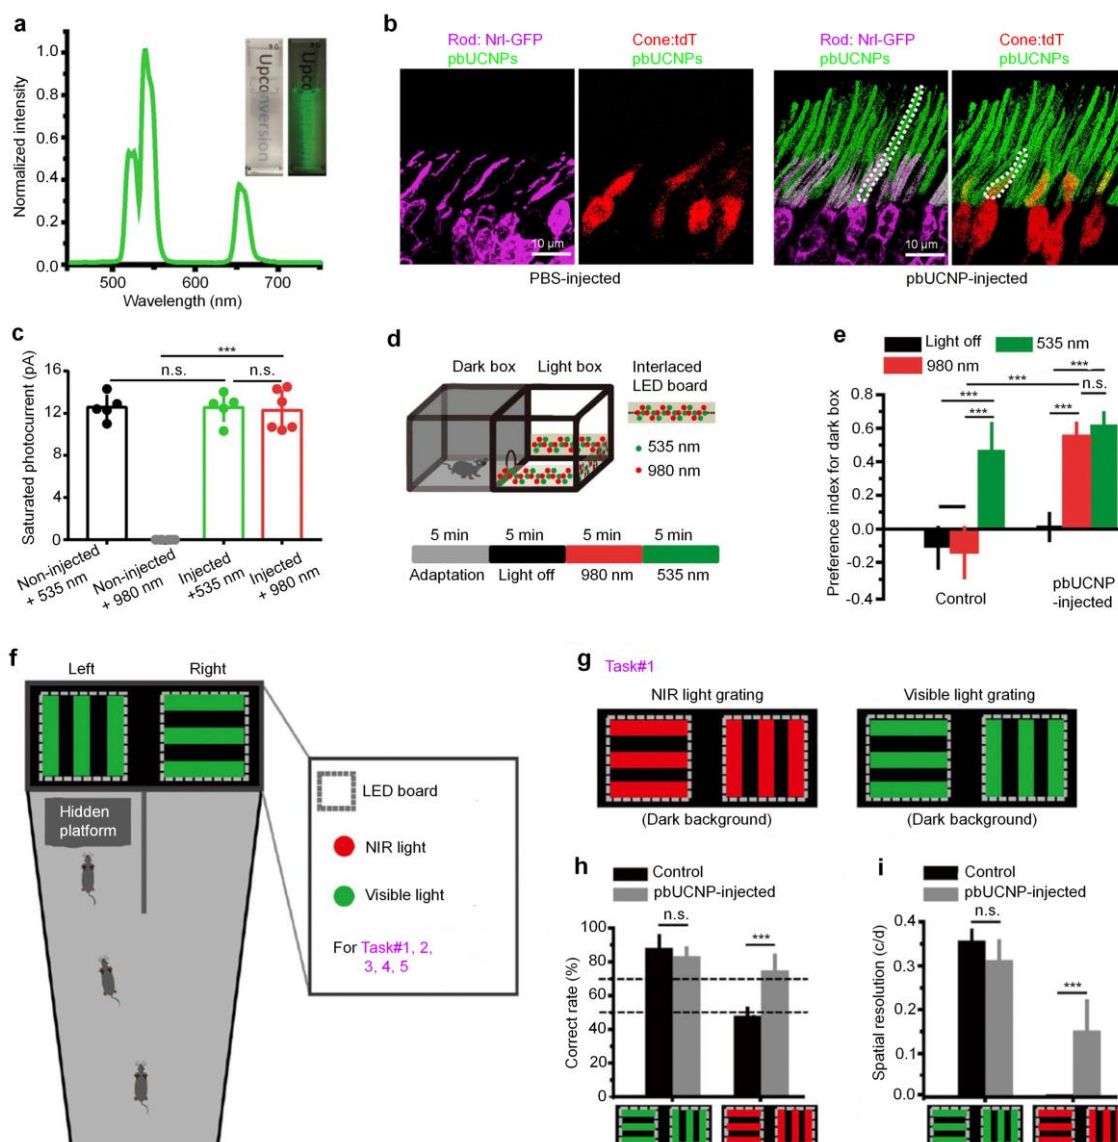 a
Normalized intensity
1.0
0.8
0.6
0.4
0.2
0.0
500
600
700
Wavelength (nm)
Upconversion
Upco
b
Rod: Nrl-GFP
pbUCNPs
Cone:tdT
pbUCNPs
Rod: Nrl-GFP
pbUCNPs
Cone:tdT
pbUCNPs
10 µm
10 µm
PBS-injected
pbUCNP-injected
c
Saturated photocurrent (pA)
16
12
8
4
0
***
n.s.
n.s.
Non-injected
+ 535 nm
Non-injected
+ 980 nm
Injected
+535 nm
Injected
+ 980 nm
d
Dark box
Light box
Interlaced
LED board
535 nm
980 nm
5 min
5 min
5 min
5 min
Adaptation
Light off
980 nm
535 nm
e
Light off
535 nm
980 nm
Preference index for dark box
0.8
0.6
0.4
0.2
0.0
-0.2
-0.4
***
***
***
***
n.s.
***
***
Control
pbUCNP
-injected
f
Left
Right
Hidden
platform
LED board
NIR light
Visible light
For Task#1, 2,
3, 4, 5
g
Task#1
NIR light grating
Visible light grating
(Dark background)
(Dark background)
h
Control
pbUCNP-injected
Correct rate (%)
100
80
60
40
20
0
n.s.
***
i
Control
pbUCNP-injected
Spatial resolution (c/d)
0.4
0.3
0.2
0.1
0.0
n.s.
***